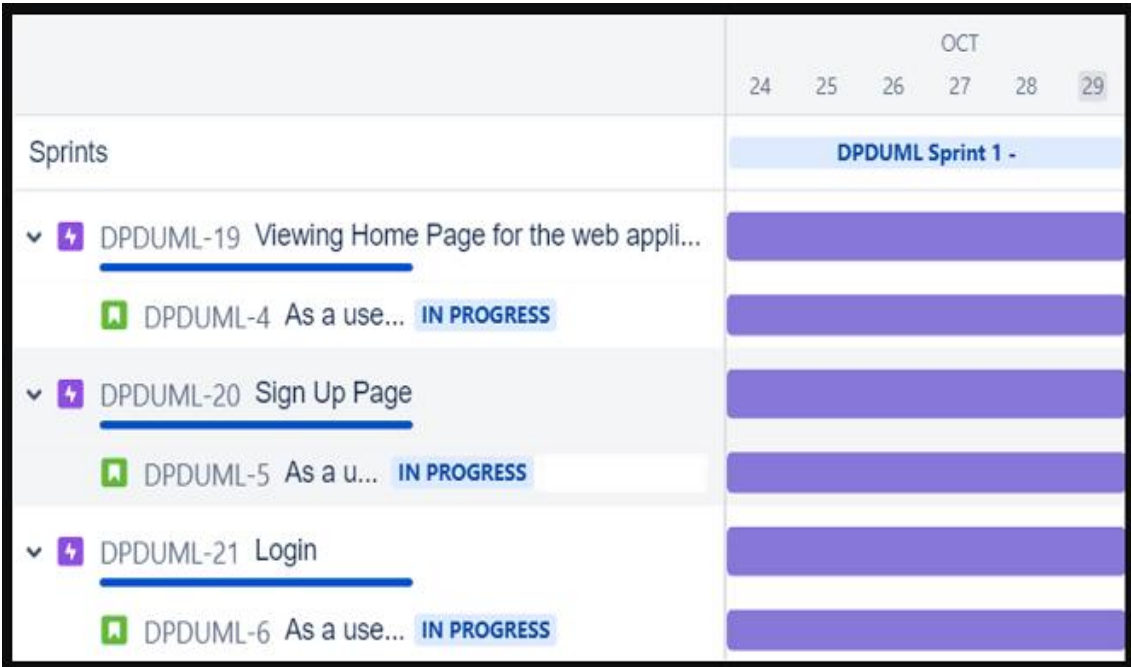 OCT
24 25 26 27 28 29
Sprints DPDUML Sprint 1 -
DPDUML-19 Viewing Home Page for the web appli...
DPDUML-4 As a use... IN PROGRESS
DPDUML-20 Sign Up Page
DPDUML-5 As a u... IN PROGRESS
DPDUML-21 Login
DPDUML-6 As a use... IN PROGRESS